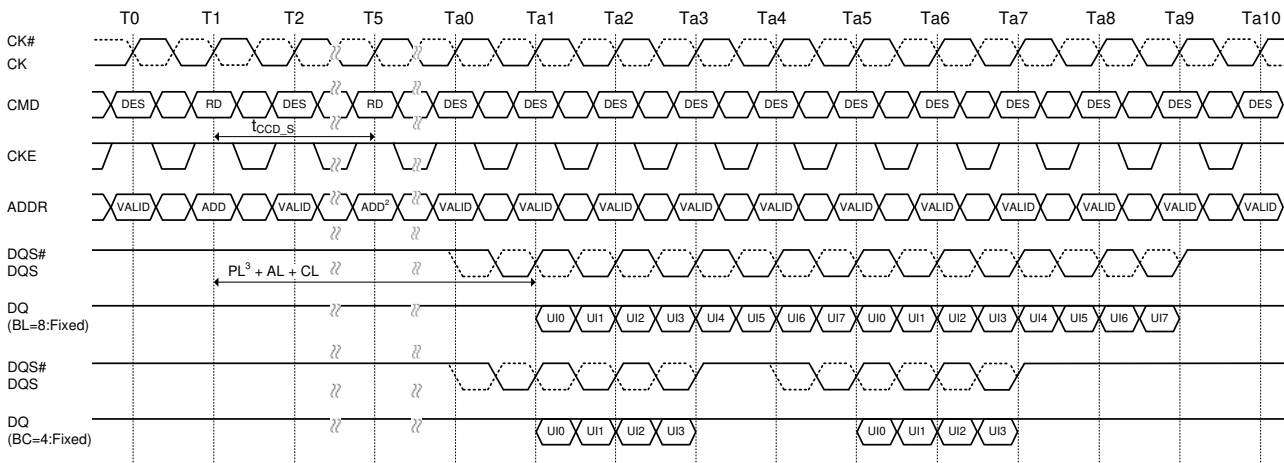 T0 T1 T2 T5 Ta0 Ta1 Ta2 Ta3 Ta4 Ta5 Ta6 Ta7 Ta8 Ta9 Ta10
CK#
CK
CMD DES RD DES RD DES DES DES DES DES DES DES DES DES DES DES
tCCD_S
CKE
ADDR VALID ADD VALID ADD² VALID VALID VALID VALID VALID VALID VALID VALID VALID VALID VALID
DQS#
DQS
PL³ + AL + CL
DQ
(BL=8:Fixed)
UI0 UI1 UI2 UI3 UI4 UI5 UI6 UI7 UI0 UI1 UI2 UI3 UI4 UI5 UI6 UI7
DQS#
DQS
DQ
(BC=4:Fixed)
UI0 UI1 UI2 UI3 UI0 UI1 UI2 UI3